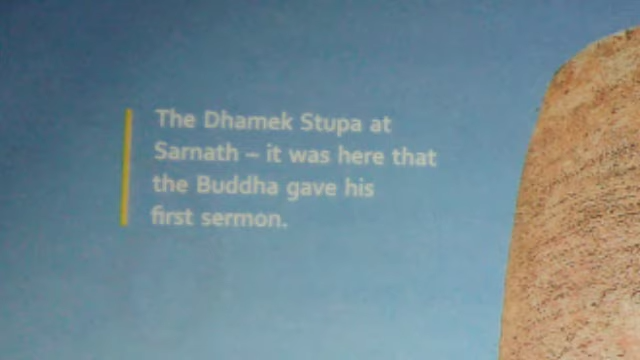 The Dhamek Stupa at
Sarnath – it was here that
the Buddha gave his
first sermon.